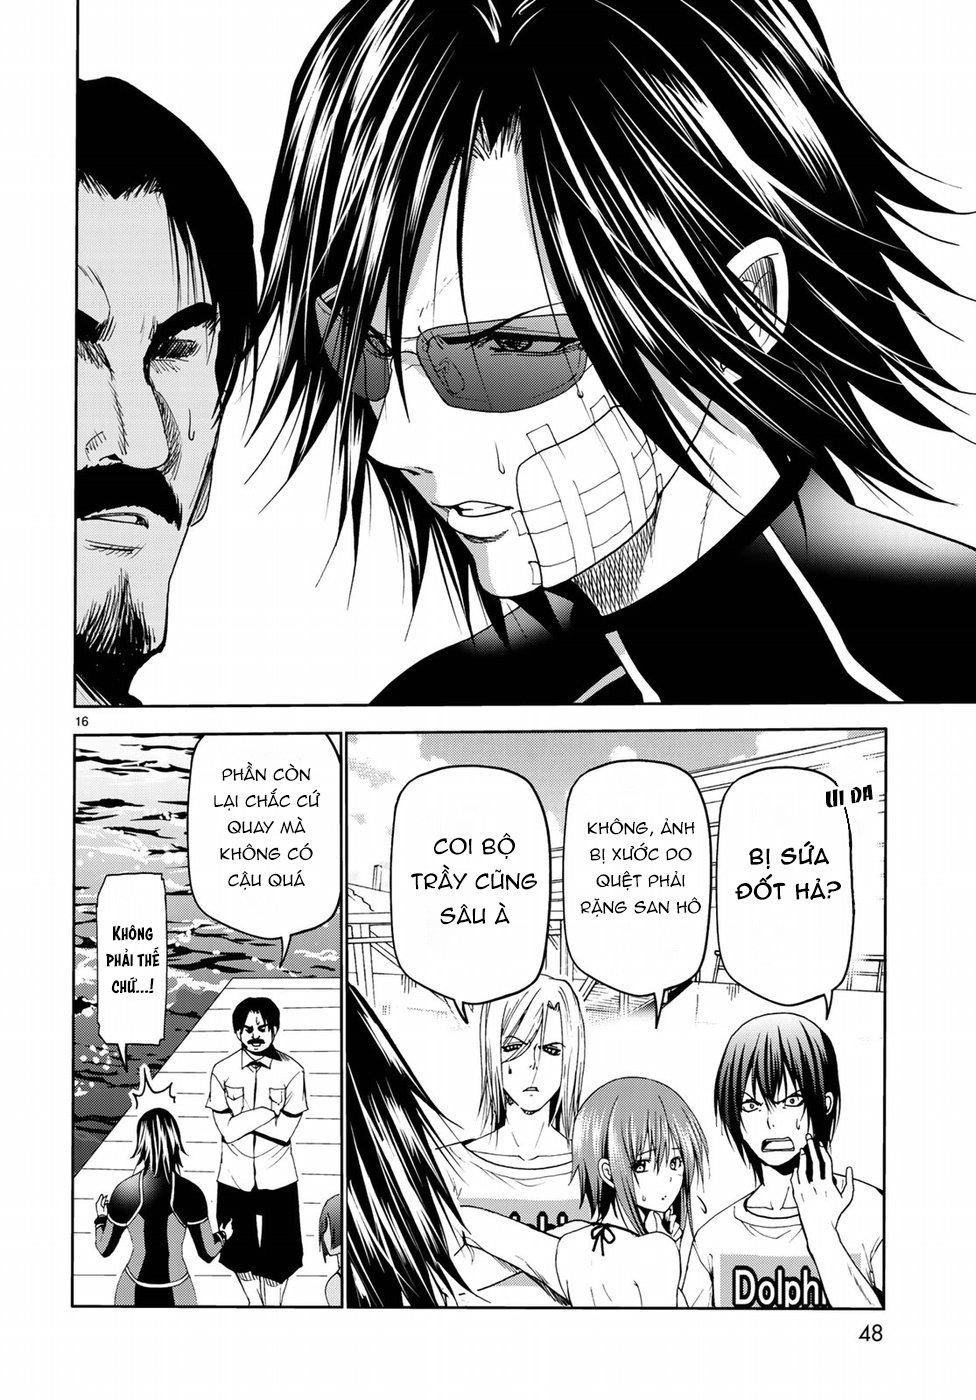 16
ƯI DA
BỊ SỨA
ĐỐT HẢ?
KHÔNG, ẢNH
BỊ XƯỚC DO
QUỆT PHẢI
RẶNG SAN HÔ
COI BỘ
TRẦY CŨNG
SÂU À
Dolph
PHẦN CÒN
LẠI CHẮC CỨ
QUAY MÀ
KHÔNG CÓ
CẬU QUÁ
KHÔNG
PHẢI THẾ
CHỨ...!
48